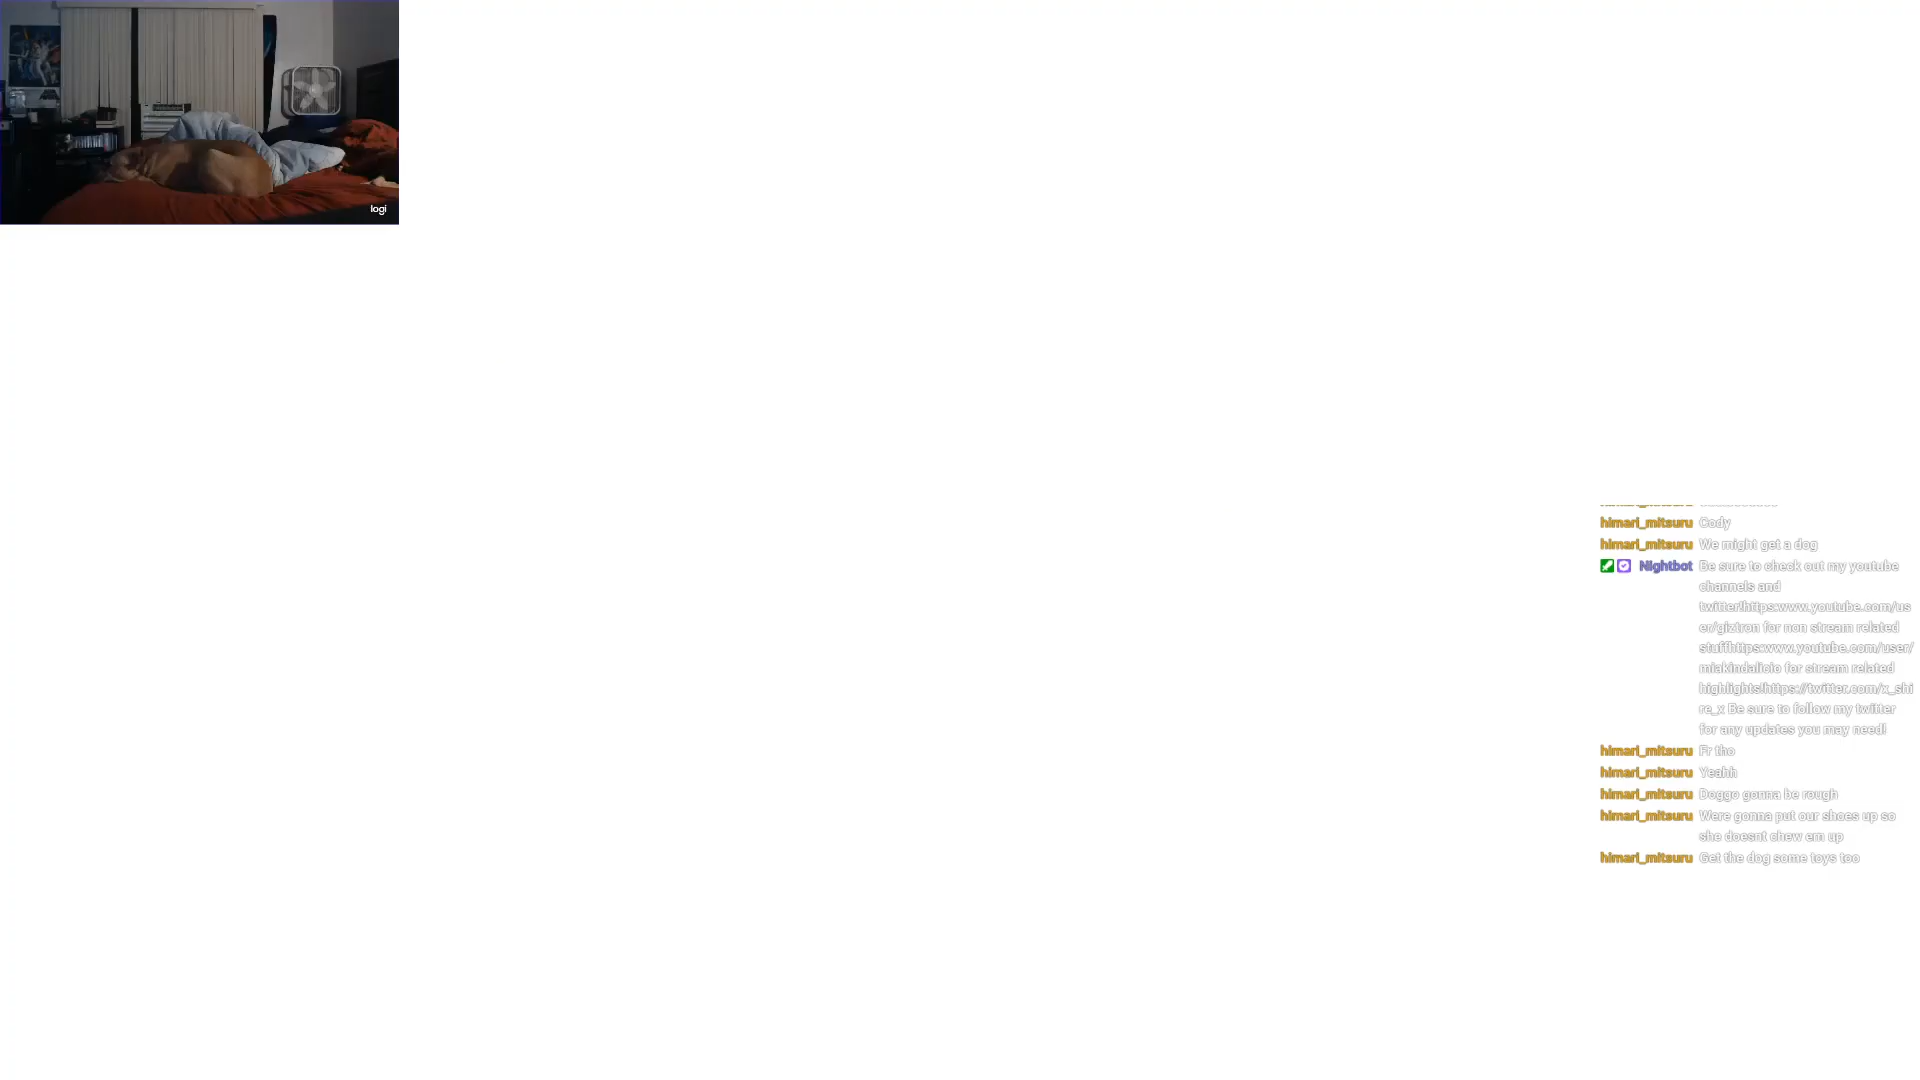 logi
himari_mitsuru Cody
himari_mitsuru We might get a dog
Nightbot Be sure to check out my youtube
channels and
twitter!https:www.youtube.com/us
er/giztron for non stream related
stuffhttps:www.youtube.com/user/
miakindalicio for stream related
highlights!https://twitter.com/x_shi
re_x Be sure to follow my twitter
for any updates you may need!
himari_mitsuru Fr tho
himari_mitsuru Yeahh
himari_mitsuru Doggo gonna be rough
himari_mitsuru Were gonna put our shoes up so
she doesnt chew em up
himari_mitsuru Get the dog some toys too